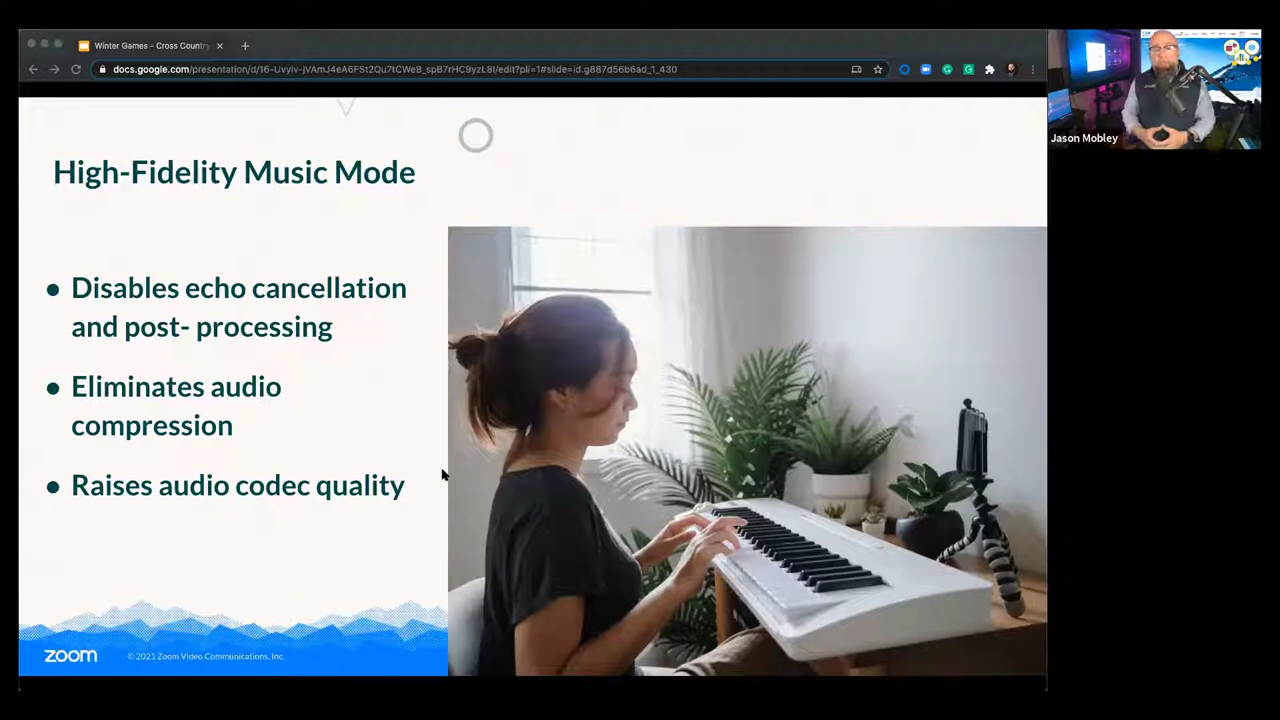 Winter Games – Cross Country
docs.google.com/presentation/d/16-Uvylv-jVAmJ4eA6FSt2Qu7tCWeB_spB7rHC9yzL8I/edit?pli=1#slide=id.g887d56b6ad_1_430
Jason Mobley
High-Fidelity Music Mode
● Disables echo cancellation
and post- processing
● Eliminates audio
compression
● Raises audio codec quality
zoom
© 2021 Zoom Video Communications, Inc.